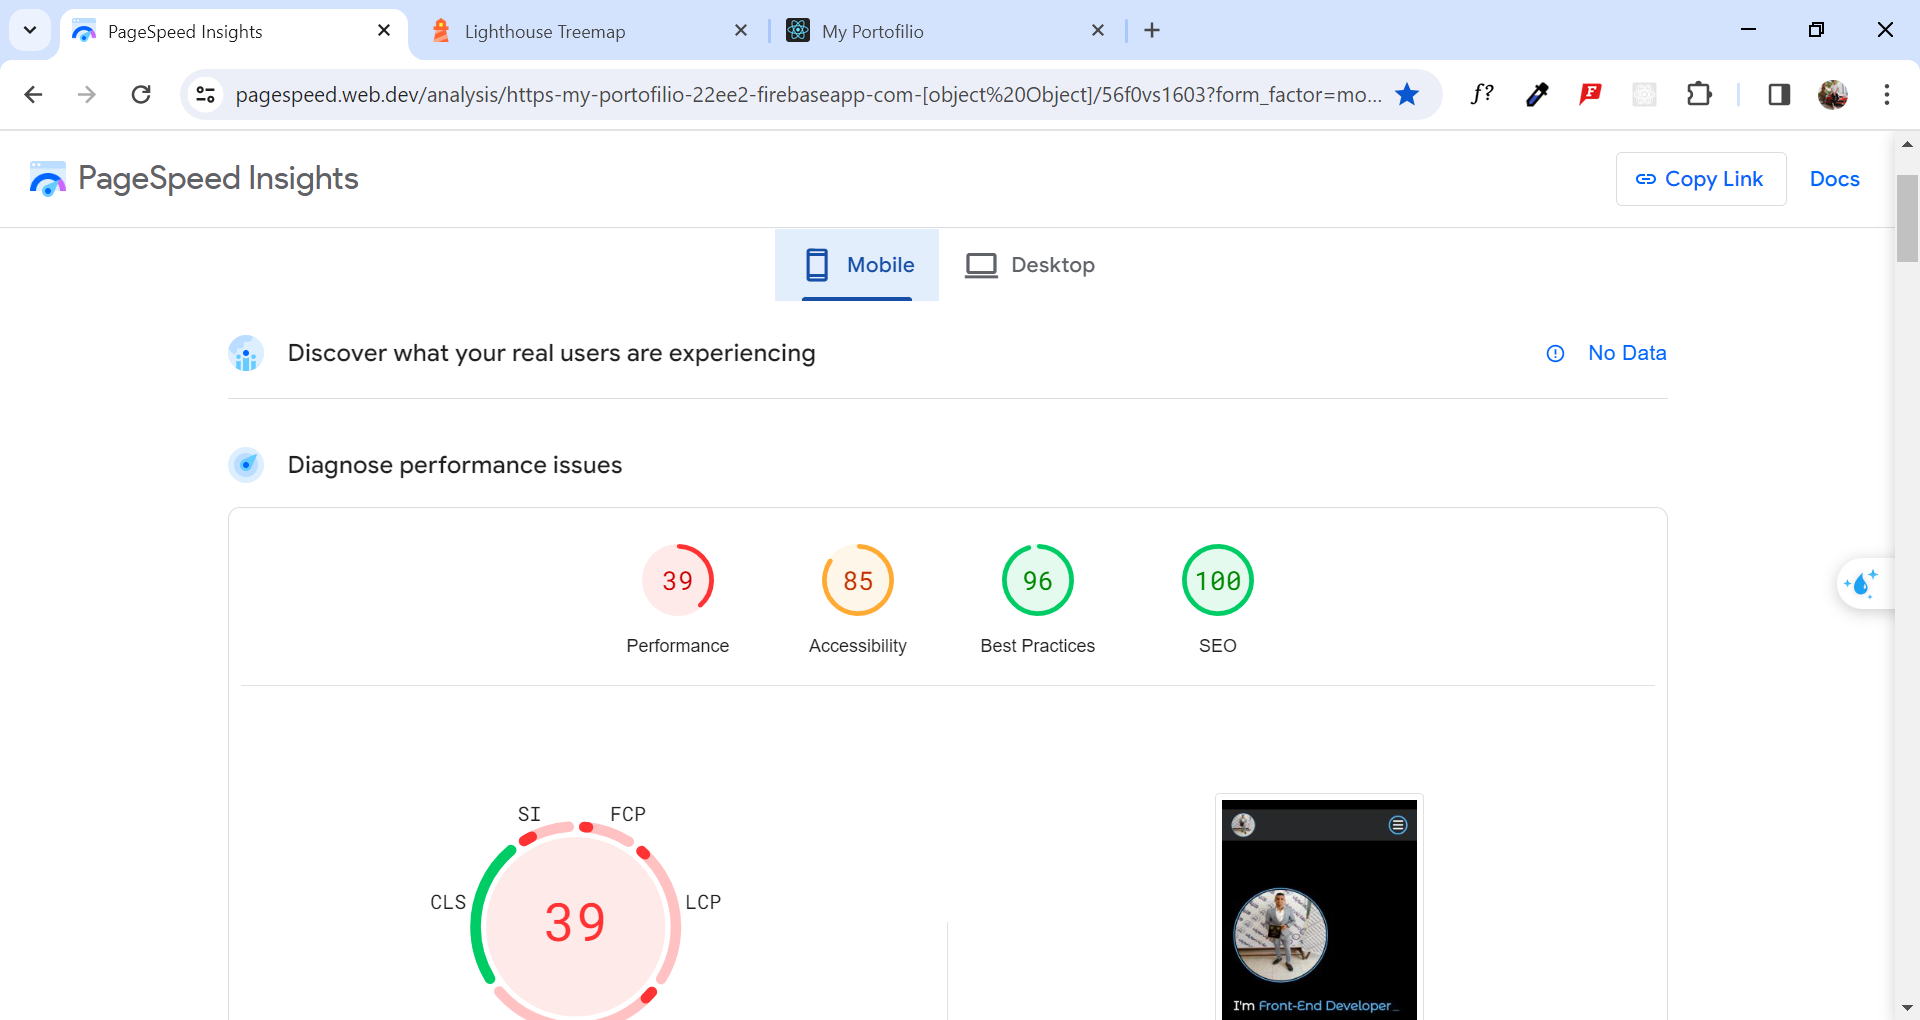 PageSpeed Insights
Lighthouse Treemap
My Portofilio
pagespeed.web.dev/analysis/https-my-portofilio-22ee2-firebaseapp-com-[object%20Object]/56f0vs1603?form_factor=mo...
f?
F
PageSpeed Insights
Copy Link
Docs
Mobile
Desktop
Discover what your real users are experiencing
No Data
Diagnose performance issues
39
85
96
100
Performance
Accessibility
Best Practices
SEO
SI
FCP
CLS
LCP
39
I'm Front-End Developer_